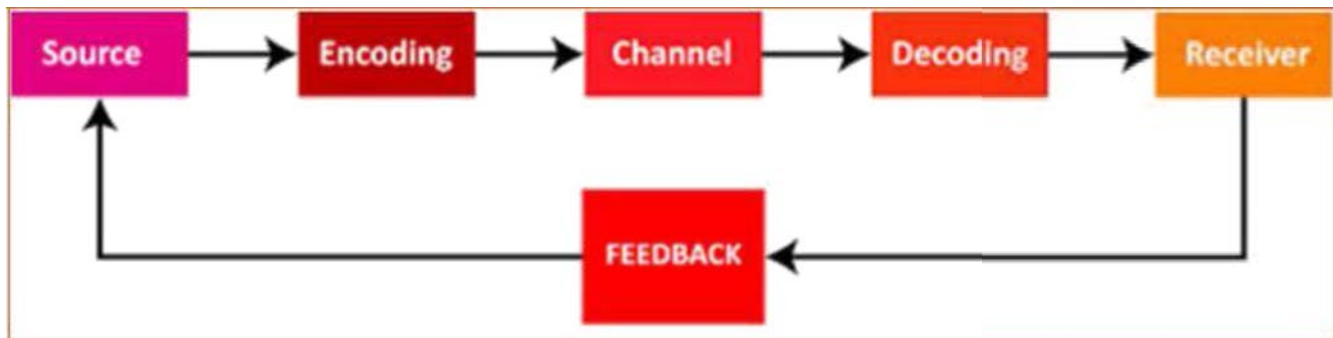 Source
Encoding
Channel
Decoding
Receiver
FEEDBACK